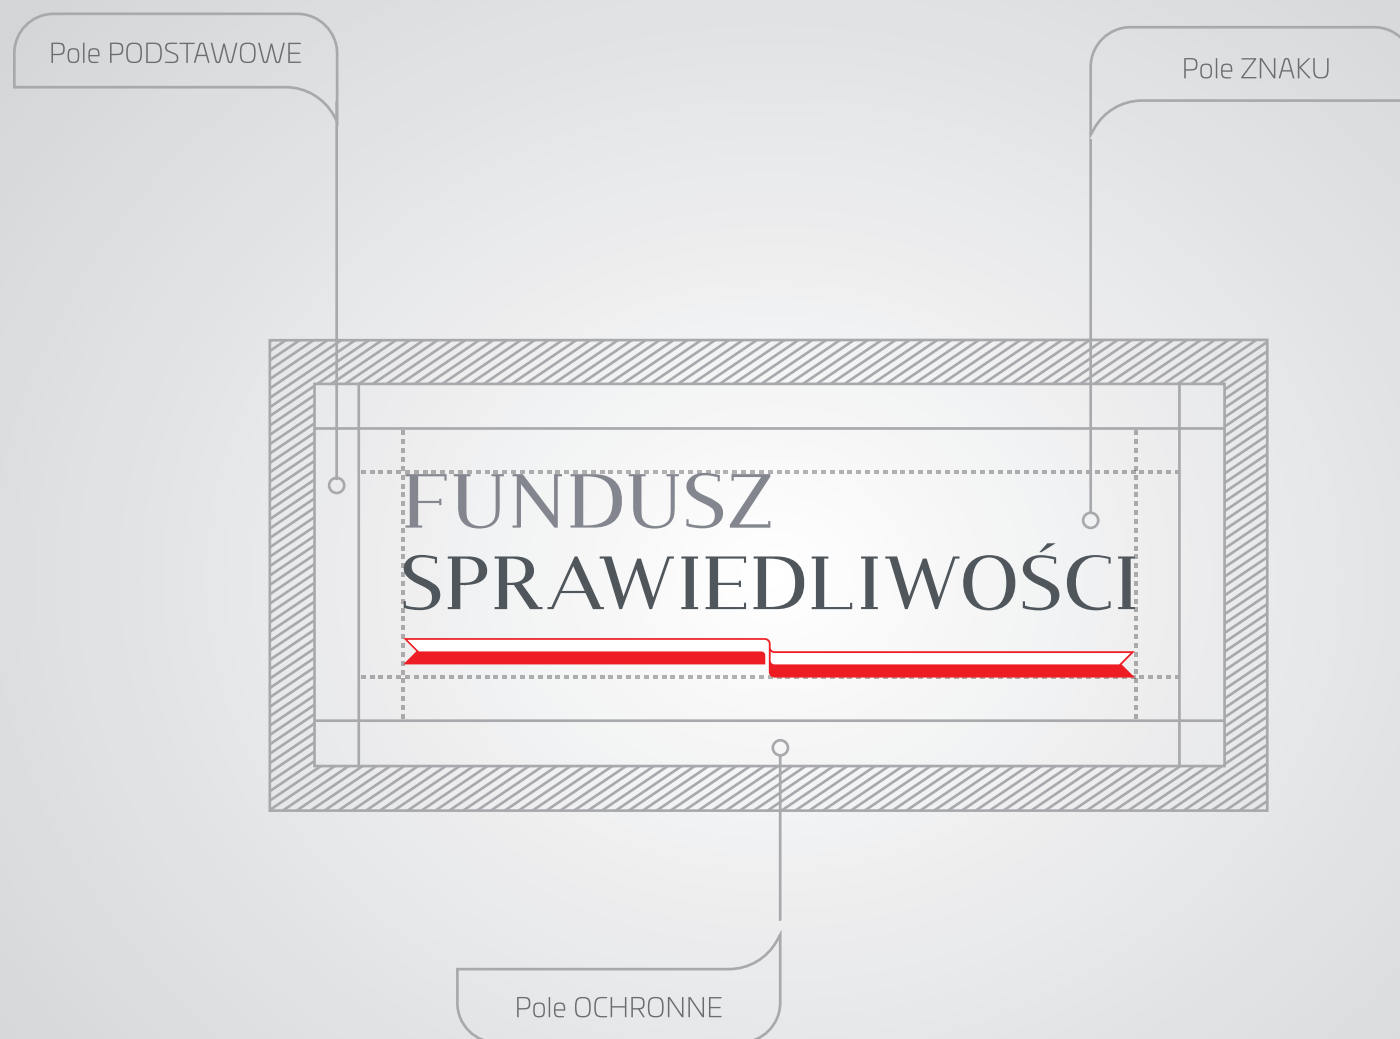 Pole PODSTAWOWE
Pole ZNAKU
FUNDUSZ
SPRAWIEDLIWOŚCI
Pole OCHRONNE